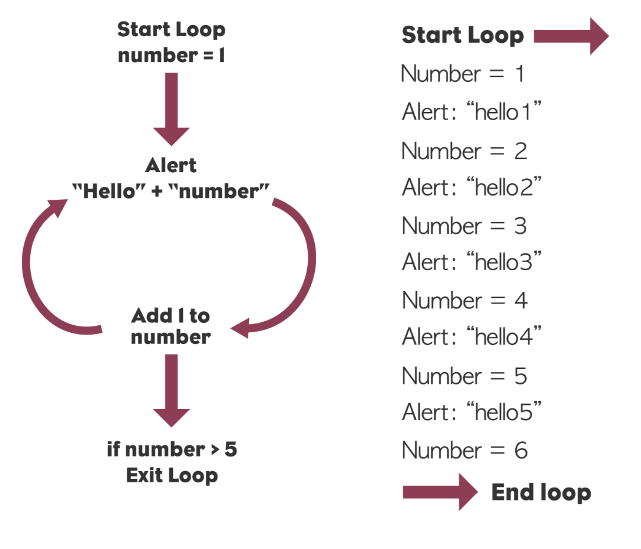 Start Loop
number = 1
Alert
“Hello” + “number”
Add 1 to
number
if number > 5
Exit Loop
Start Loop
Number = 1
Alert: “hello1”
Number = 2
Alert: “hello2”
Number = 3
Alert: “hello3”
Number = 4
Alert: “hello4”
Number = 5
Alert: “hello5”
Number = 6
End loop